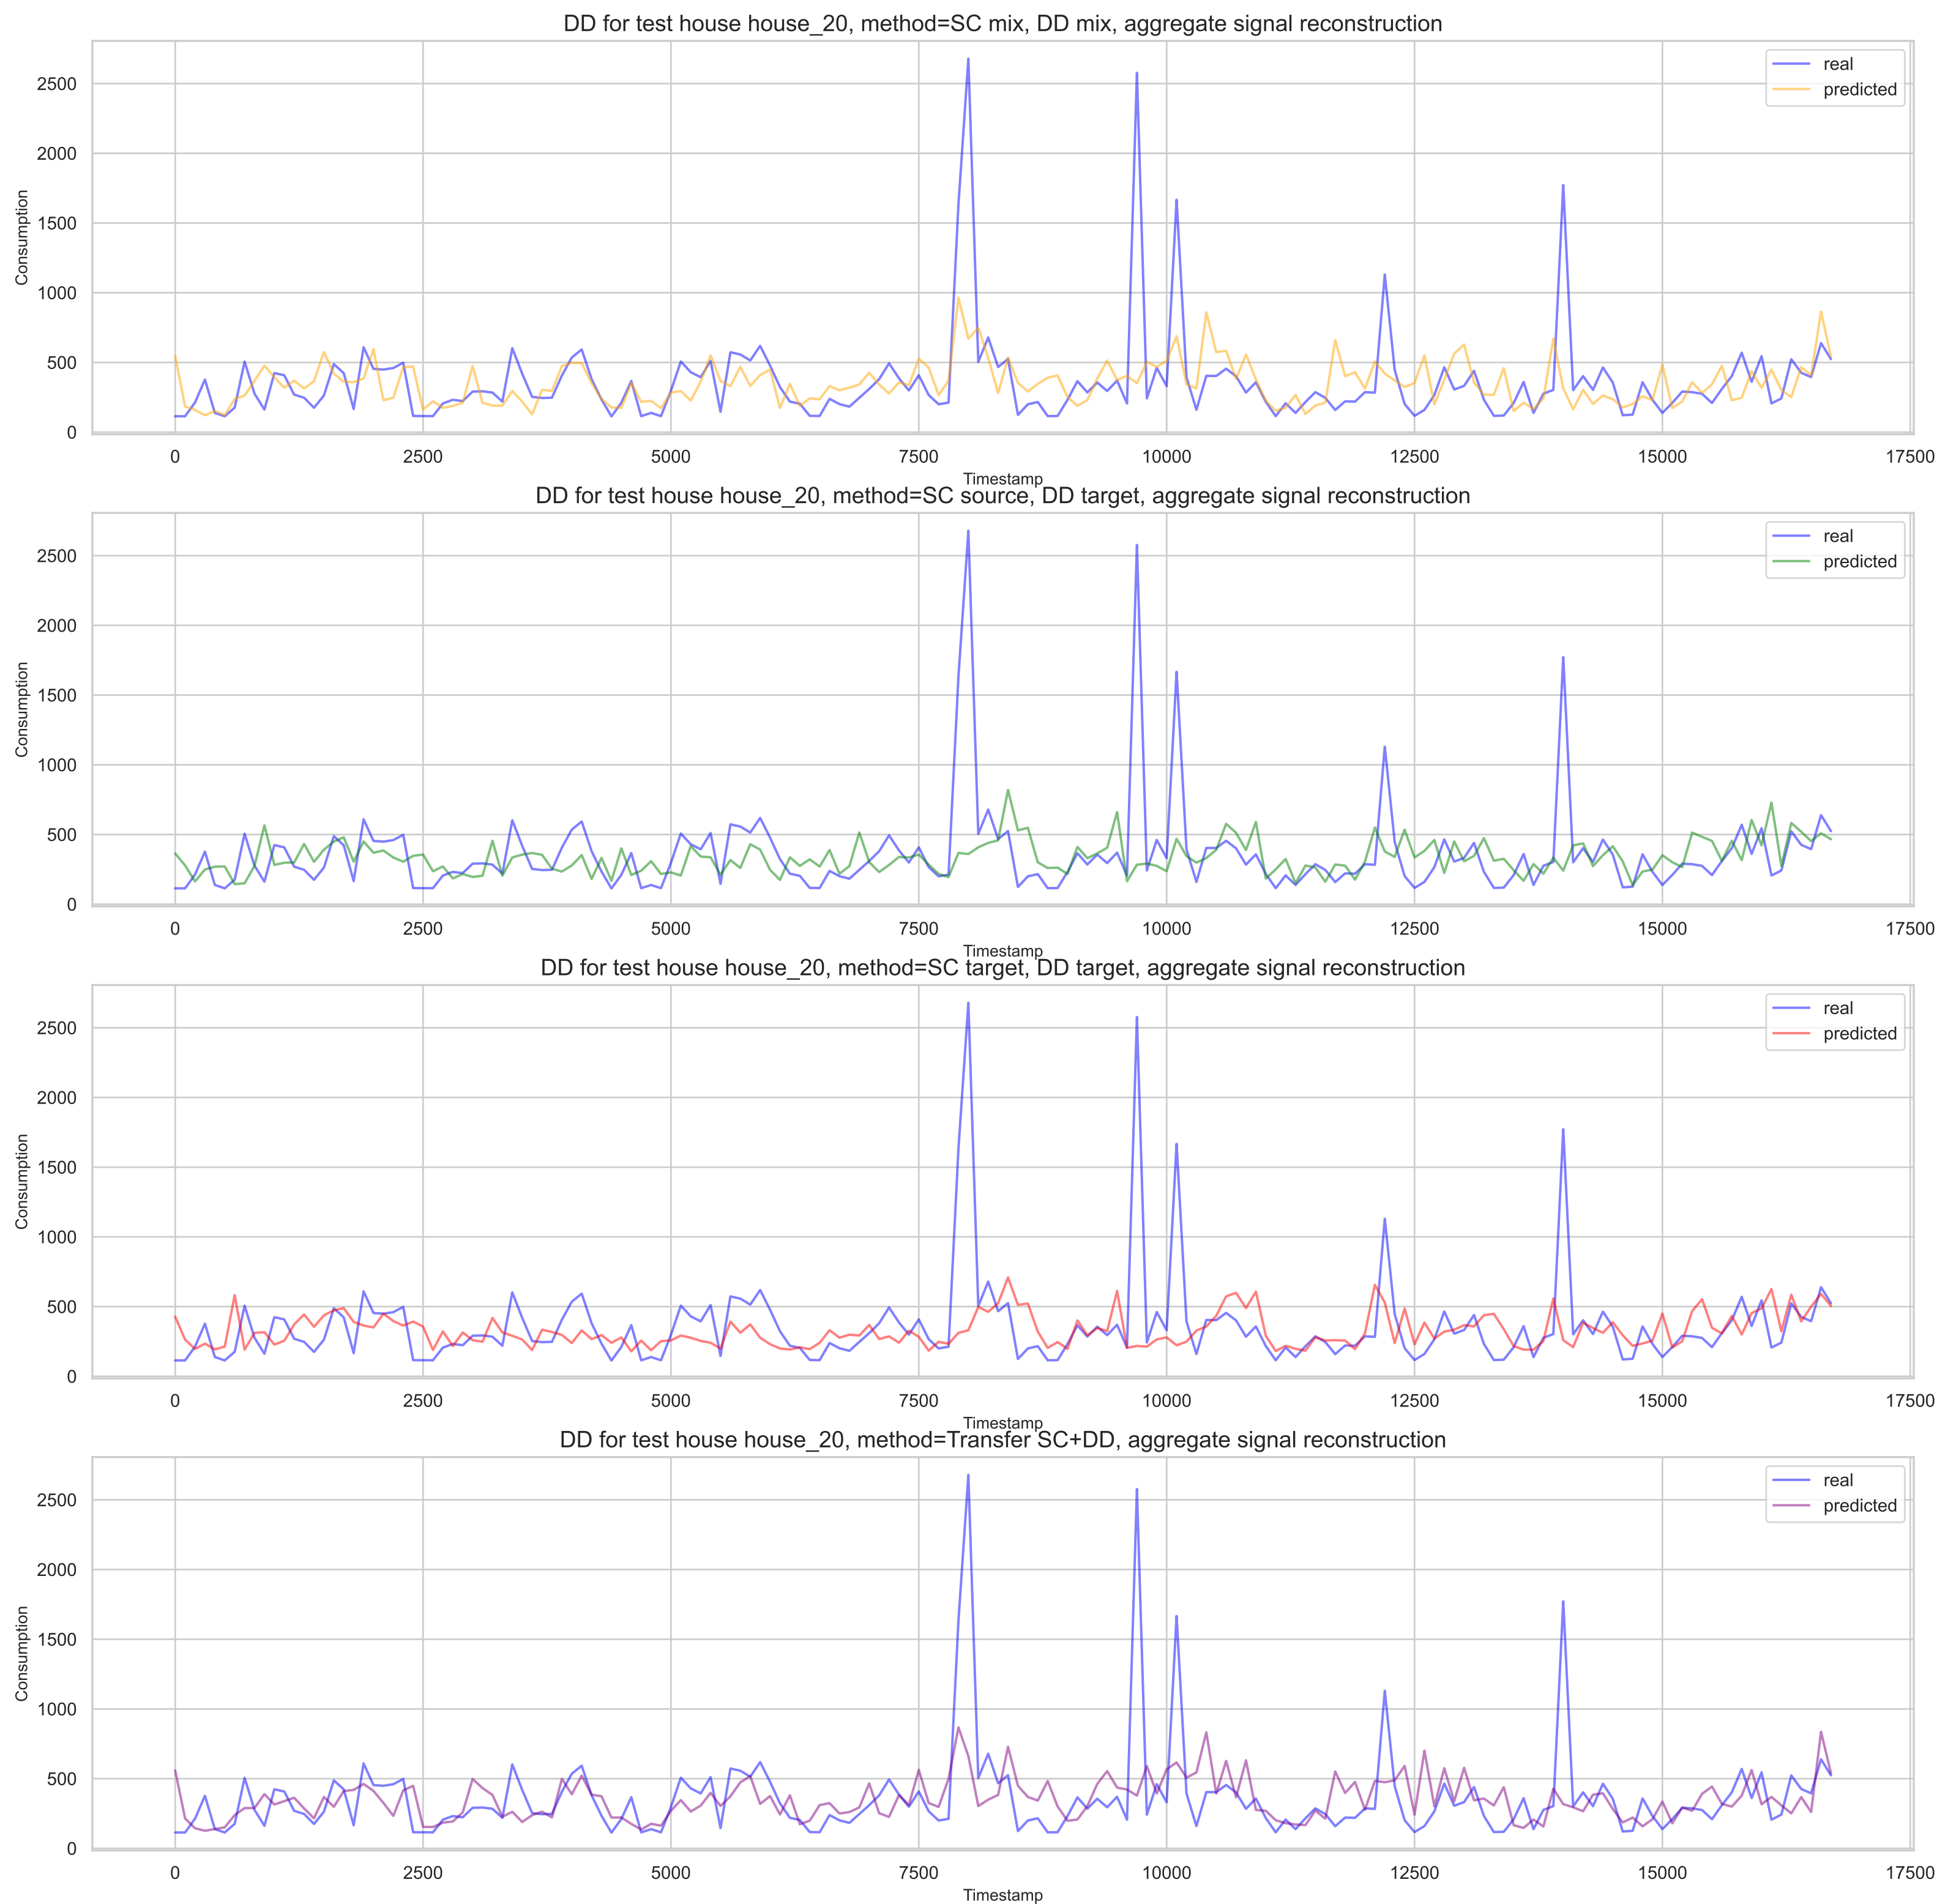 DD for test house house_20, method=SC mix, DD mix, aggregate signal reconstruction
2500
2000
1500
1000
500
0
Consumption
real
predicted
0 2500 5000 7500 10000 12500 15000 17500
Timestamp
DD for test house house_20, method=SC source, DD target, aggregate signal reconstruction
2500
2000
1500
1000
500
0
Consumption
real
predicted
0 2500 5000 7500 10000 12500 15000 17500
Timestamp
DD for test house house_20, method=SC target, DD target, aggregate signal reconstruction
2500
2000
1500
1000
500
0
Consumption
real
predicted
0 2500 5000 7500 10000 12500 15000 17500
Timestamp
DD for test house house_20, method=Transfer SC+DD, aggregate signal reconstruction
2500
2000
1500
1000
500
0
Consumption
real
predicted
0 2500 5000 7500 10000 12500 15000 17500
Timestamp